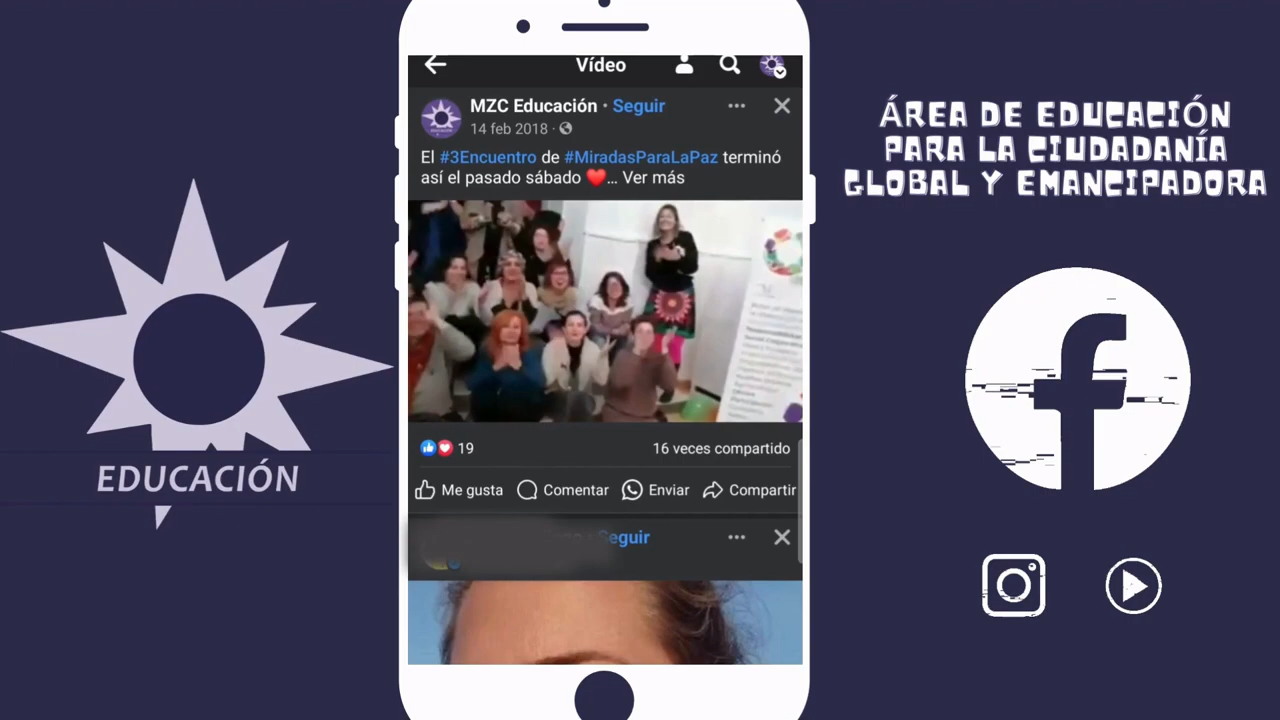 Vídeo
MZC Educación · Seguir
14 feb 2018 ·
El #3Encuentro de #MiradasParaLaPaz terminó
así el pasado sábado ❤️... Ver más
19
16 veces compartido
Me gusta
Comentar
Enviar
Compartir
Seguir
EDUCACIÓN
ÁREA DE EDUCACIÓN
PARA LA CIUDADANÍA
GLOBAL Y EMANCIPADORA